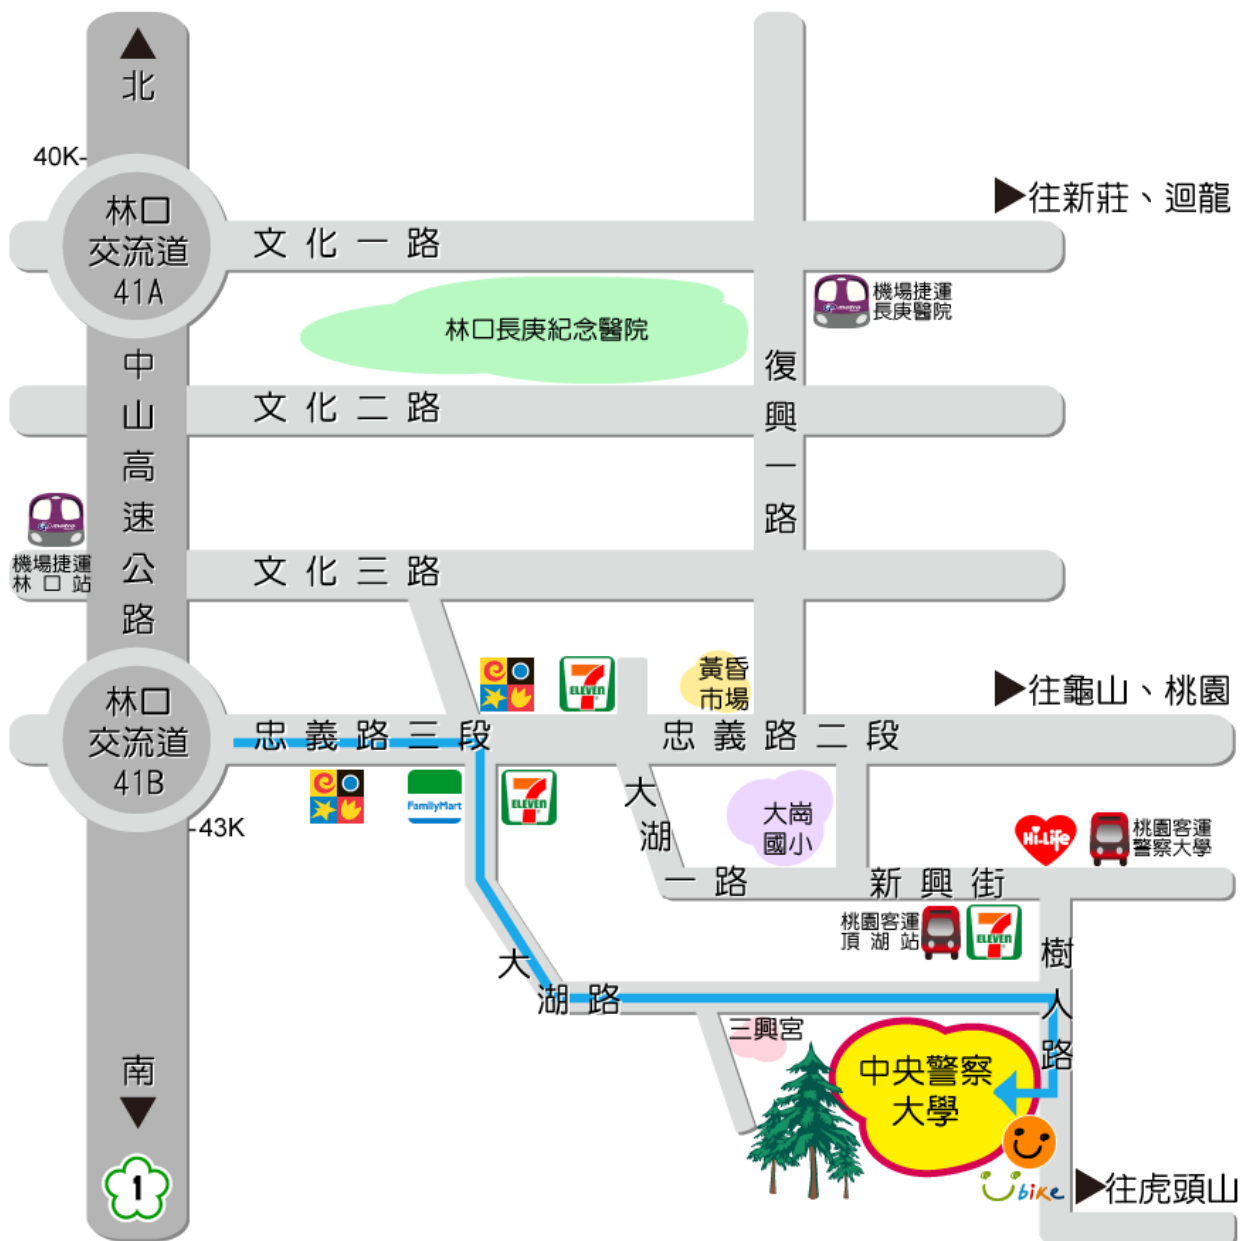 北
40K-
林口
交流道
41A
往新莊、迴龍
文化一路
機場捷運
長庚醫院
林口長庚紀念醫院
中山高速公路
復興一路
文化二路
機場捷運
林口站
文化三路
黃昏
市場
ELEVEN
林口
交流道
41B
往龜山、桃園
忠義路三段
忠義路二段
FamilyMart
7
ELEVEN
-43K
大湖一路
大崗
國小
Hi-Life
桃園客運
警察大學
新興街
桃園客運
頂湖站
7
ELEVEN
樹人路
大湖路
三興宮
中央警察
大學
南
1
Ubike
往虎頭山